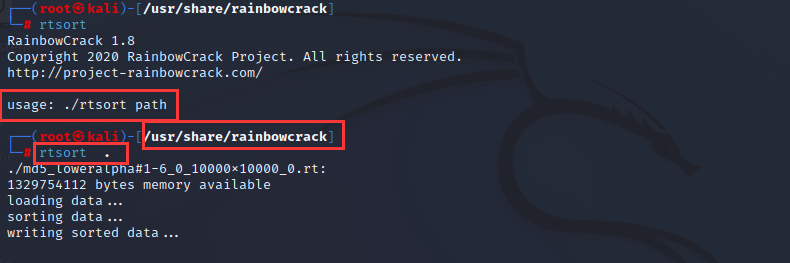 ┌──(root㉿kali)-[/usr/share/rainbowcrack]
└─# rtsort
RainbowCrack 1.8
Copyright 2020 RainbowCrack Project. All rights reserved.
http://project-rainbowcrack.com/
usage: ./rtsort path
┌──(root㉿kali)-[/usr/share/rainbowcrack]
└─# rtsort .
./md5_loweralpha#1-6_0_10000×10000_0.rt:
1329754112 bytes memory available
loading data...
sorting data...
writing sorted data...